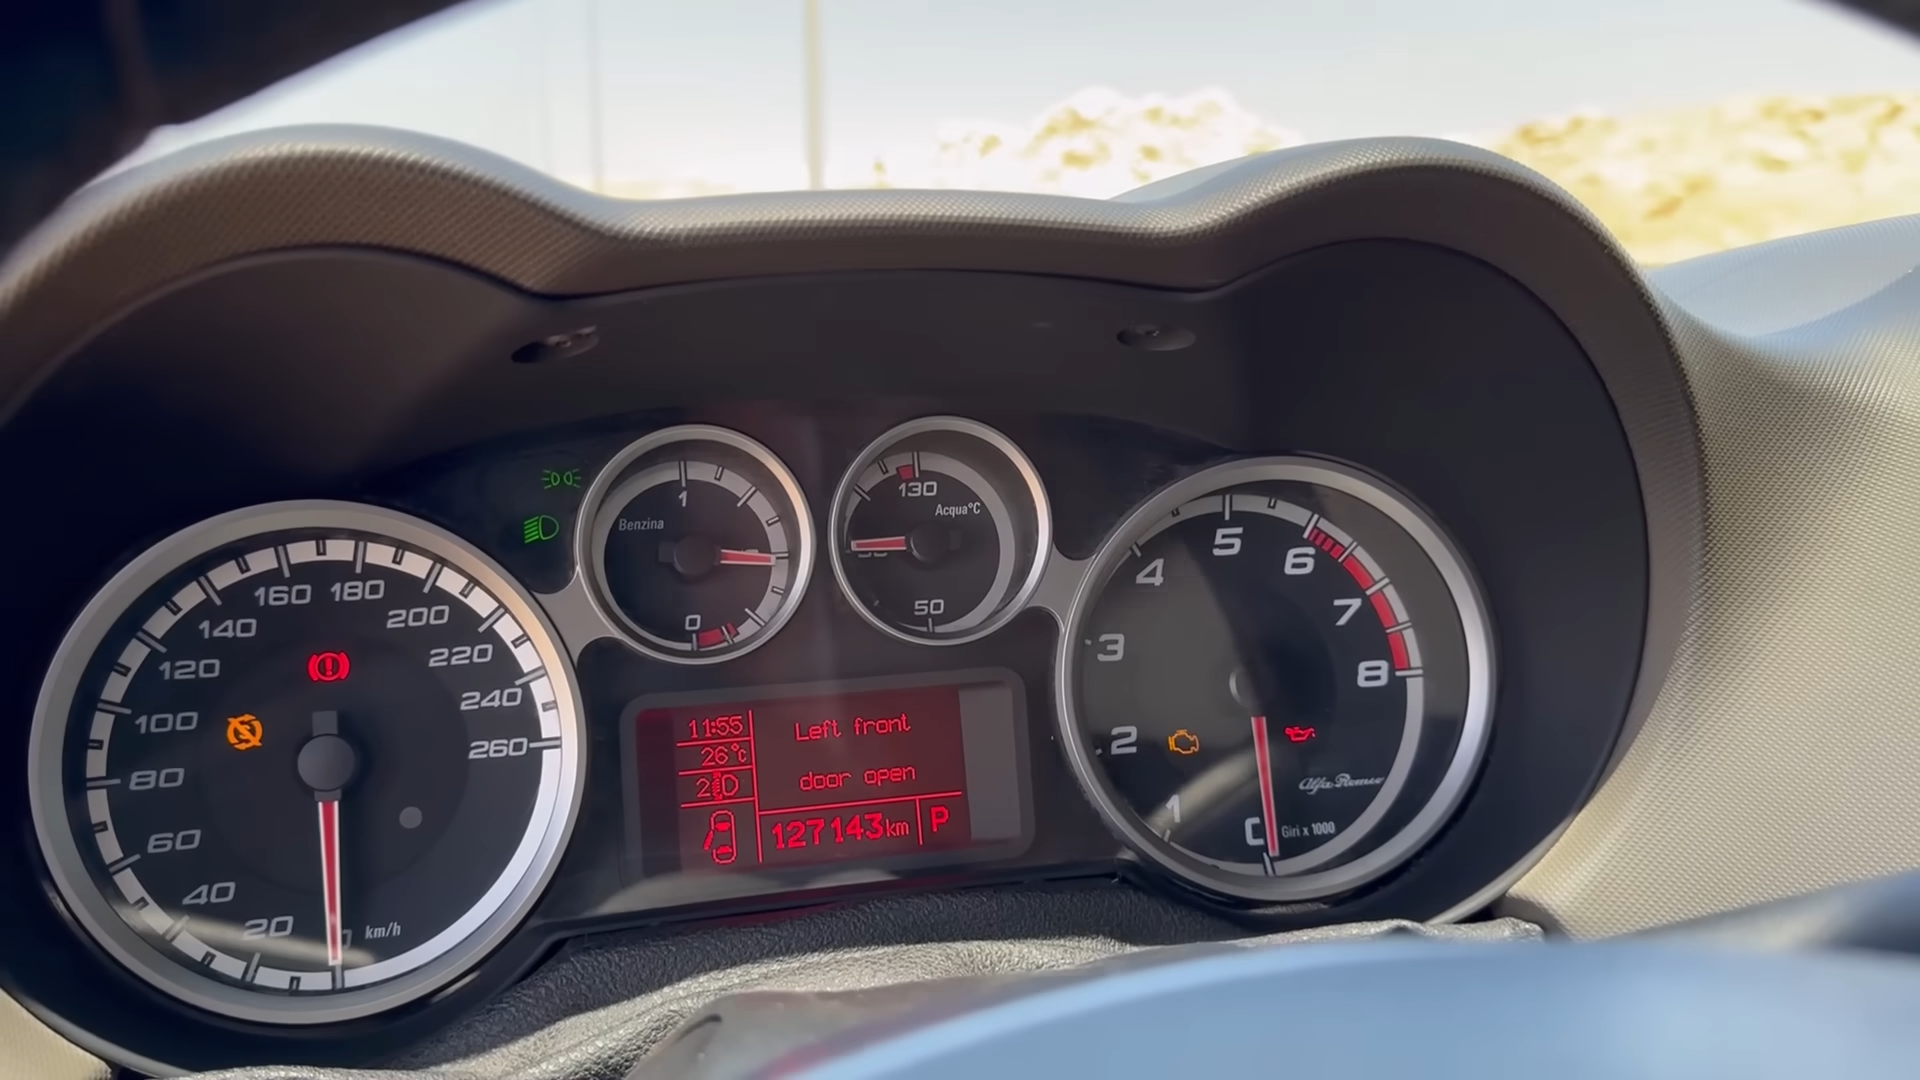 160
180
140
200
120
220
100
240
80
260
60
40
20
km/h
1
Benzina
0
130
Acqua°C
50
11:55
26°c
2
Left front
door open
127143km
P
5
4
6
3
7
2
8
1
Alfa Romeo
Giri x 1000